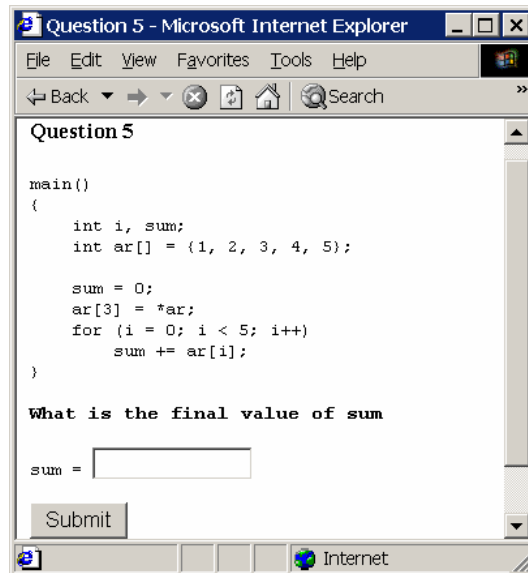 Question 5 - Microsoft Internet Explorer
File Edit View Favorites Tools Help
Back Search »
Question 5
main()
{
int i, sum;
int ar[] = {1, 2, 3, 4, 5};
sum = 0;
ar[3] = *ar;
for (i = 0; i < 5; i++)
sum += ar[i];
}
What is the final value of sum
sum =
Submit
Internet